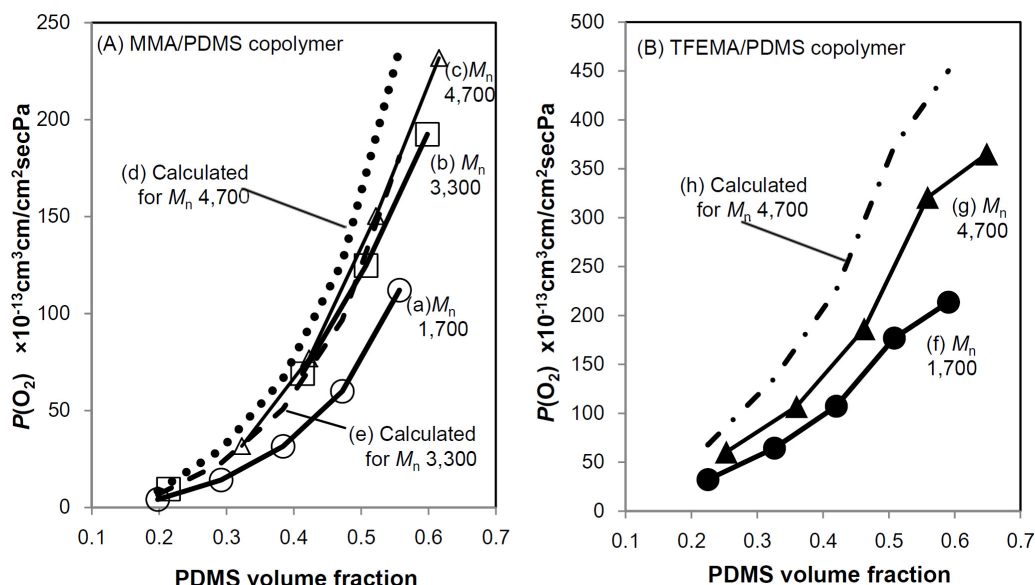 (A) MMA/PDMS copolymer
250
200
150
100
50
0
P(O₂) ×10⁻¹³cm³cm/cm²secPa
(c)Mₙ
4,700
(b) Mₙ
3,300
(d) Calculated
for Mₙ 4,700
(a)Mₙ
1,700
(e) Calculated
for Mₙ 3,300
0.1 0.2 0.3 0.4 0.5 0.6 0.7
PDMS volume fraction
(B) TFEMA/PDMS copolymer
500
450
400
350
300
250
200
150
100
50
0
P(O₂) x10⁻¹³cm³cm/cm²secPa
(h) Calculated
for Mₙ 4,700
(g) Mₙ
4,700
(f) Mₙ
1,700
0.1 0.2 0.3 0.4 0.5 0.6 0.7
PDMS volume fraction